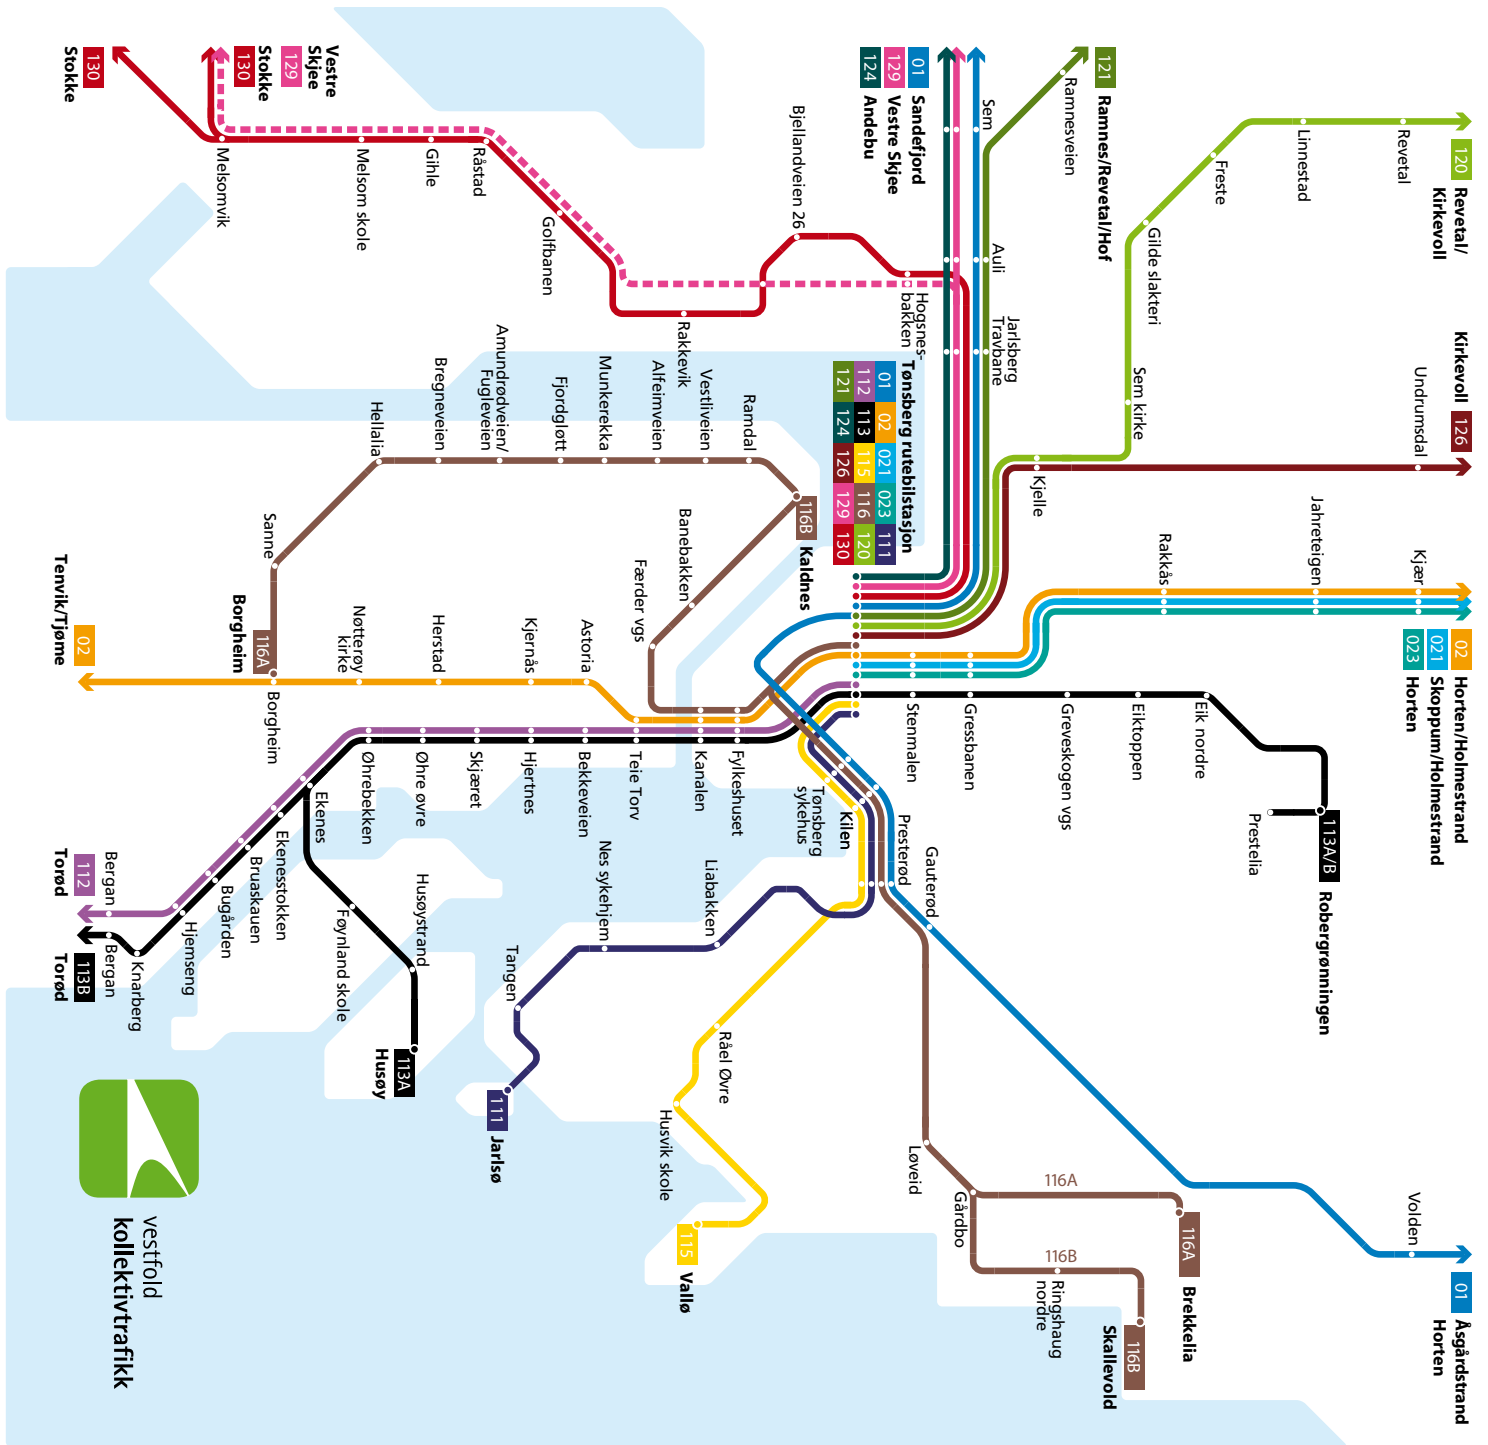 120
Revetal/
Kirkevoll
Revetal
Linnestad
Freste
Gilde slakteri
Sem kirke
Kirkevoll
126
Undrumsdal
Kjelle
Kjær
Jahreteigen
Rakkås
02
Horten/Holmestrand
021
Skoppum/Holmestrand
023
Horten
Stenmalen
Gressbanen
Greveskogen vgs
Eiktoppen
Eik nordre
Prestelia
113A/B
Robergrønningen
Volden
01
Åsgårdstrand
Horten
121
Ramnes/Revetal/Hof
Ramnesveien
Sem
Auli
Jarlsberg
Travbane
01
Sandefjord
129
Vestre Skjee
124
Andebu
Hogsnes-
bakken
Bjellandveien 26
Rakkevik
Golfbanen
Råstad
Gihle
Melsom skole
Melsomvik
Vestre
Skjee
129
130
Stokke
130
Stokke
Tønsberg rutebilstasjon
01
02
021
023
111
112
113
115
116
120
121
124
126
129
130
116B
Kaldnes
Ramdal
Vestliveien
Alfeimveien
Munkerekka
Fjordgløtt
Amundrødveien/
Fugleveien
Bregneveien
Hellalia
Sanne
116A
Borgheim
Banebakken
Færder vgs
Astoria
Kjernås
Herstad
Nøtterøy
kirke
Borgheim
02
Tenvik/Tjøme
Fylkeshuset
Kanalen
Teie Torv
Bekkeveien
Hjertnes
Skjæret
Øhre øvre
Øhrebekken
Ekenes
Ekenesstokken
Bruaskauen
Bugården
Hjemseng
Knarberg
Bergan
112
Torød
Bergan
113B
Torød
Husøystrand
Føynland skole
113A
Husøy
Tønsberg
sykehus
Kilen
Presterød
Gauterød
Liabakken
Nes sykehjem
Tangen
111
Jarlsø
Råel Øvre
Husvik skole
115
Vallø
Løveid
Gårdbo
116A
116A
Brekkelia
116B
Ringshaug
nordre
116B
Skallevold
vestfold
kollektivtrafikk